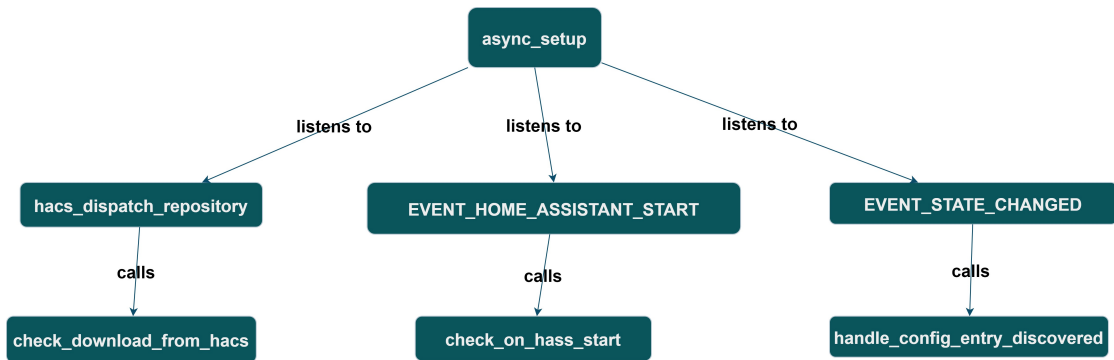 async_setup
listens to
listens to
listens to
hacs_dispatch_repository
EVENT_HOME_ASSISTANT_START
EVENT_STATE_CHANGED
calls
calls
calls
check_download_from_hacs
check_on_hass_start
handle_config_entry_discovered